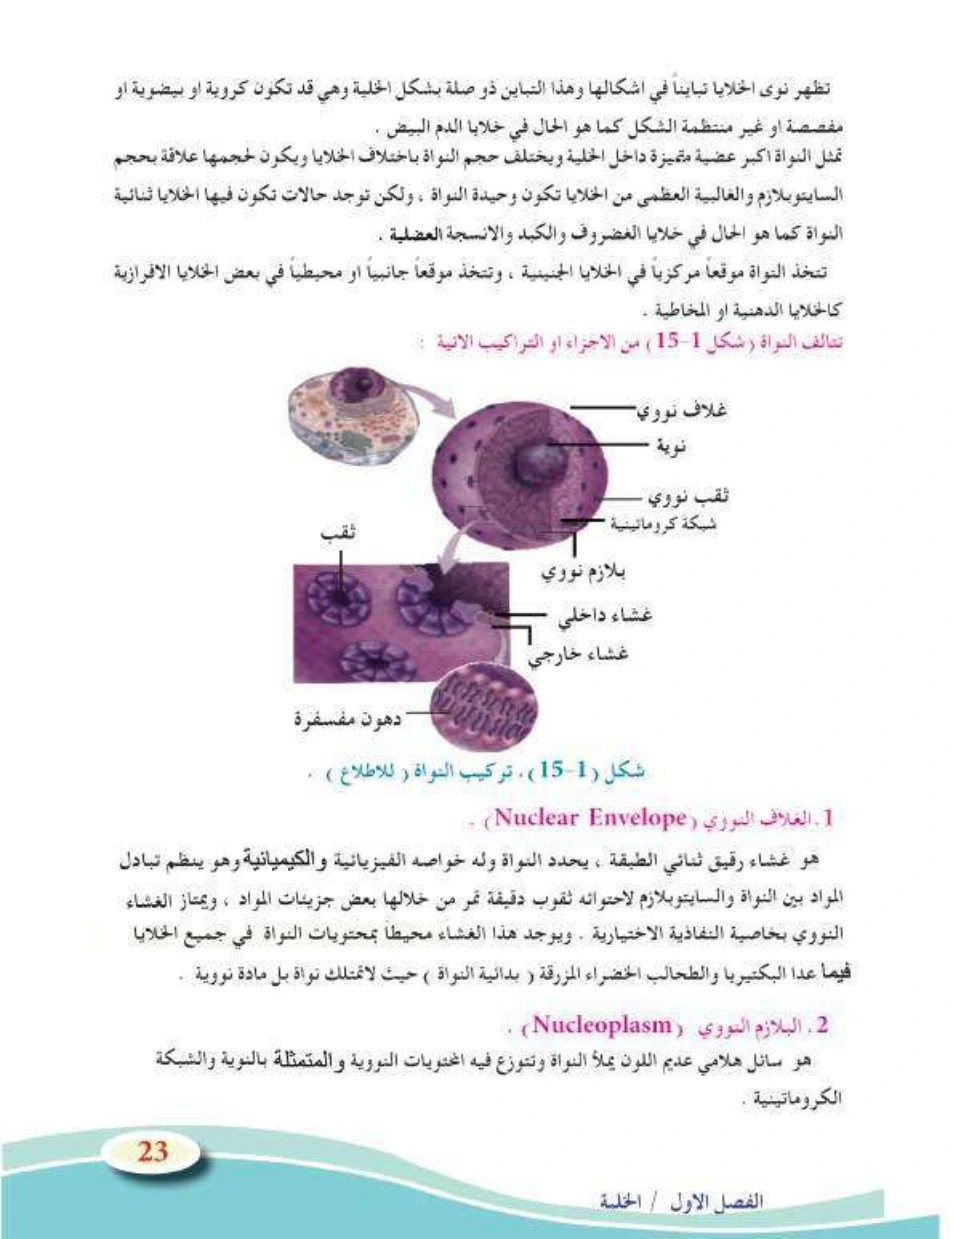 تظهر نوى الخلايا تبايناً في اشكالها وهذا التباين ذو صلة بشكل الخلية وهي قد تكون كروية او بيضوية او
مفصصة او غير منتظمة الشكل كما هو الحال في خلايا الدم البيض .
تمثل النواة اكبر عضية متميزة داخل الخلية ويختلف حجم النواة باختلاف الخلايا ويكون لحجمها علاقة بحجم
السايتوبلازم والغالبية العظمى من الخلايا تكون وحيدة النواة ، ولكن توجد حالات تكون فيها الخلايا ثنائية
النواة كما هو الحال في خلايا الغضروف والكبد والانسجة العضلية .
تتخذ النواة موقعاً مركزياً في الخلايا الجنينية ، وتتخذ موقعاً جانبياً او محيطياً في بعض الخلايا الافرازية
كالخلايا الدهنية او المخاطية .
تتالف النواة ( شكل 1-15 ) من الاجزاء او التراكيب الاتية :
غلاف نووي
نوية
ثقب نووي
شبكة كروماتينية
ثقب
بلازم نووي
غشاء داخلي
غشاء خارجي
دهون مفسفرة
شكل ( 1-15 ) . تركيب النواة ( للاطلاع ) .
1. الغلاف النووي ( Nuclear Envelope ) .
هو غشاء رقيق ثنائي الطبقة ، يحدد النواة وله خواصه الفيزيائية والكيميائية وهو ينظم تبادل
المواد بين النواة والسايتوبلازم لاحتوائه ثقوب دقيقة تمر من خلالها بعض جزيئات المواد ، ويمتاز الغشاء
النووي بخاصية النفاذية الاختيارية . ويوجد هذا الغشاء محيطاً بمحتويات النواة في جميع الخلايا
فيما عدا البكتيريا والطحالب الخضراء المزرقة ( بدائية النواة ) حيث لاتمتلك نواة بل مادة نووية .
2. البلازم النووي ( Nucleoplasm ) .
هو سائل هلامي عديم اللون يملأ النواة وتتوزع فيه المحتويات النووية والمتمثلة بالنوية والشبكة
الكروماتينية .
23
الفصل الاول / الخلية